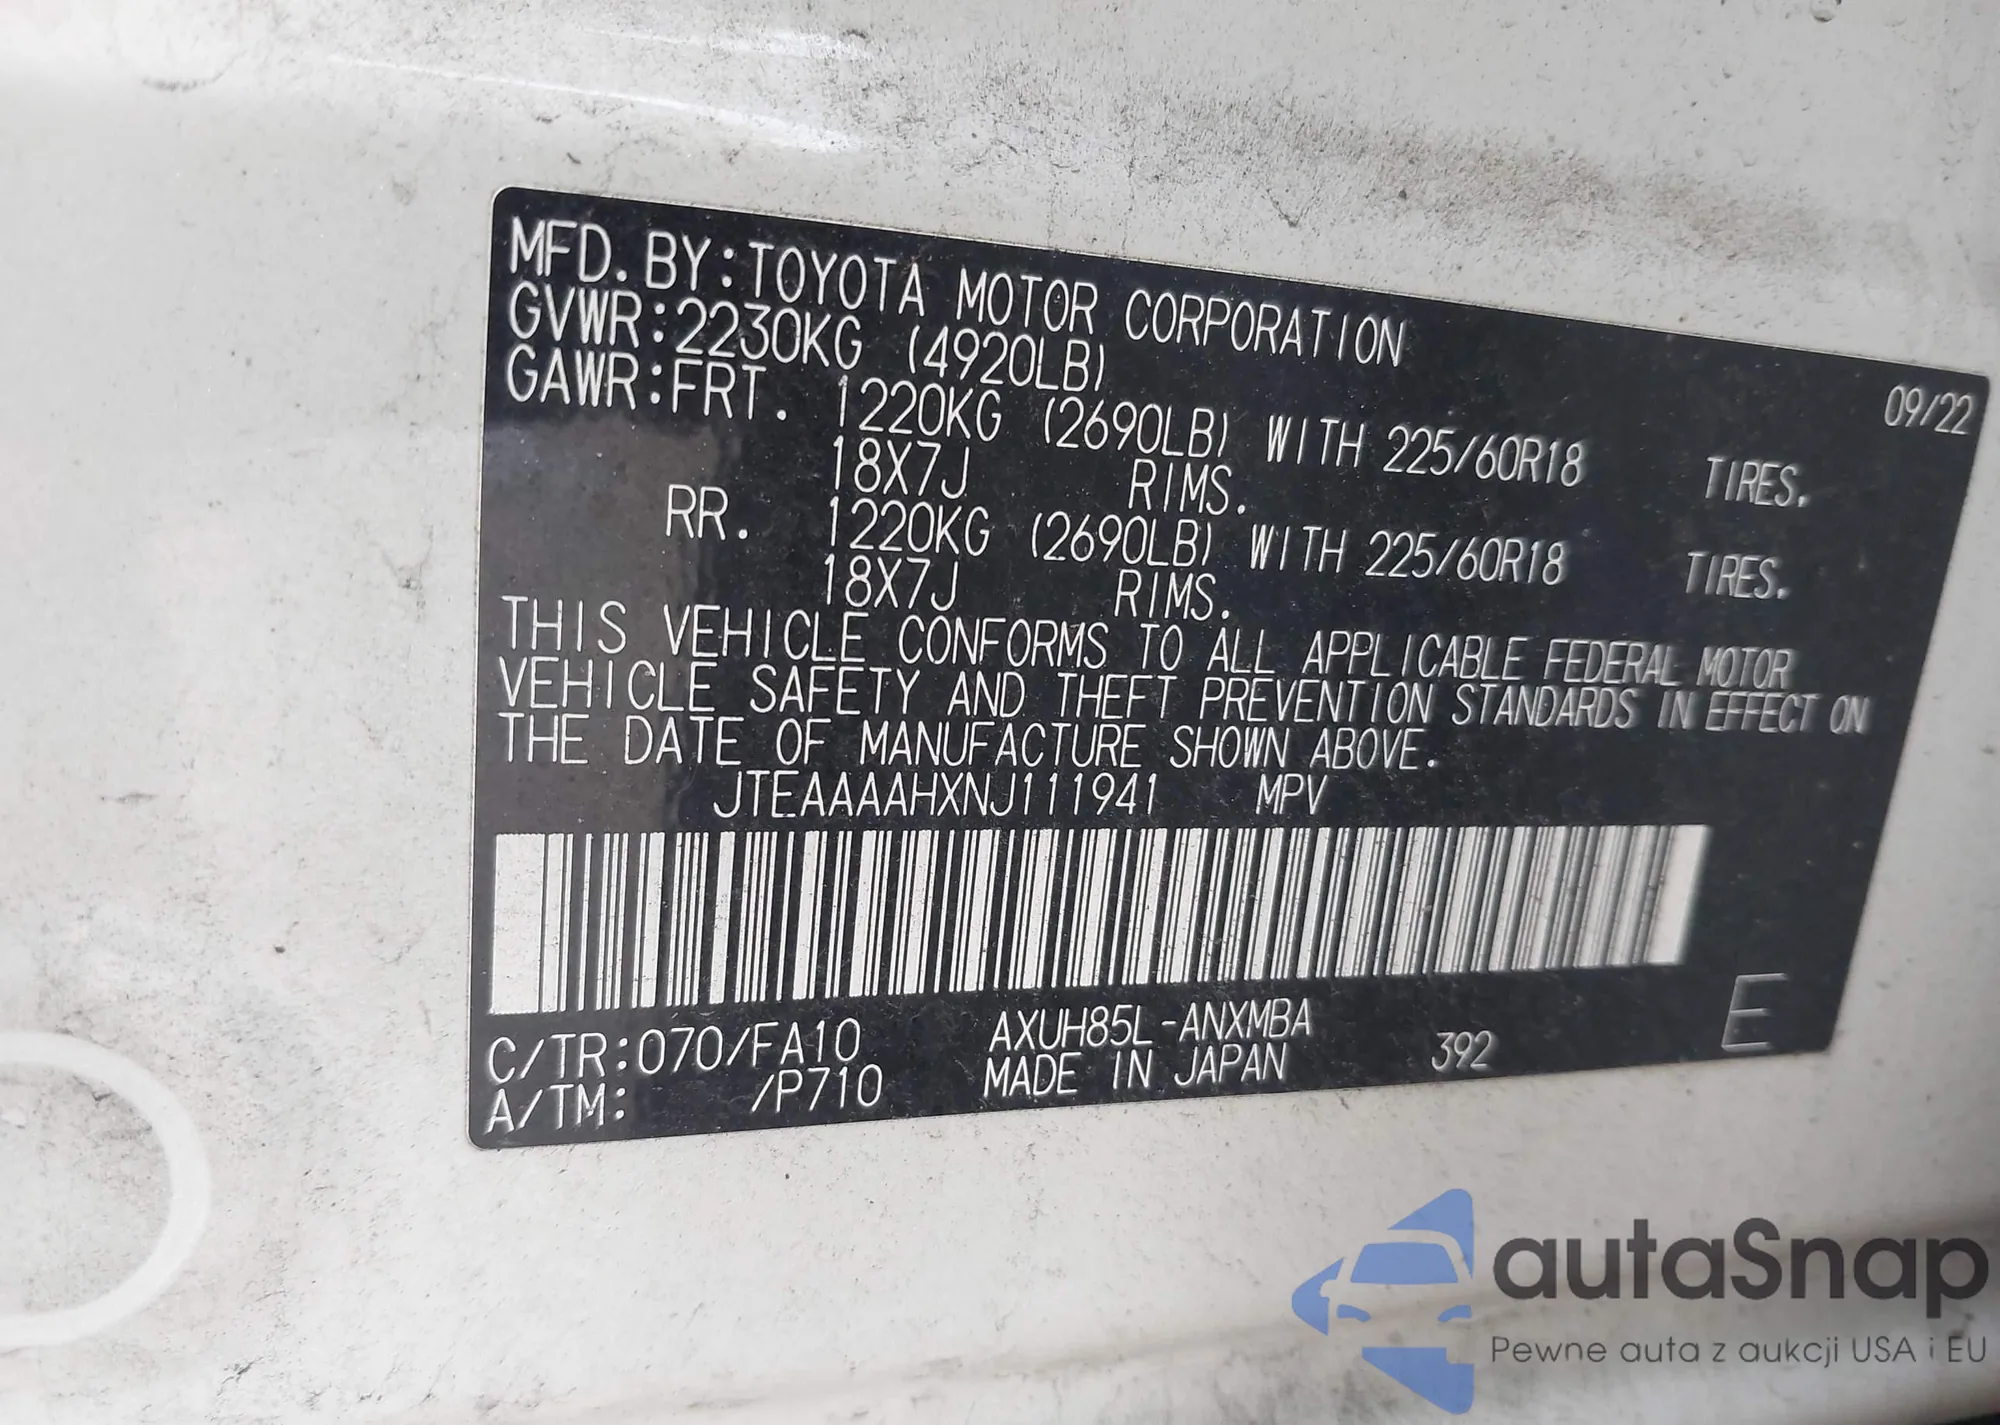 MFD. BY:TOYOTA MOTOR CORPORATION
09/22
GVWR:2230KG (4920LB)
GAWR:FRT. 1220KG (2690LB) WITH 225/60R18 TIRES.
18X7J RIMS.
RR. 1220KG (2690LB) WITH 225/60R18 TIRES.
18X7J RIMS.
THIS VEHICLE CONFORMS TO ALL APPLICABLE FEDERAL MOTOR
VEHICLE SAFETY AND THEFT PREVENTION STANDARDS IN EFFECT ON
THE DATE OF MANUFACTURE SHOWN ABOVE.
JTEAAAAHXNJ111941 MPV
C/TR:070/FA10 AXUH85L-ANXMBA
A/TM: /P710 MADE IN JAPAN 392 E
autaSnap
Pewne auta z aukcji USA i EU